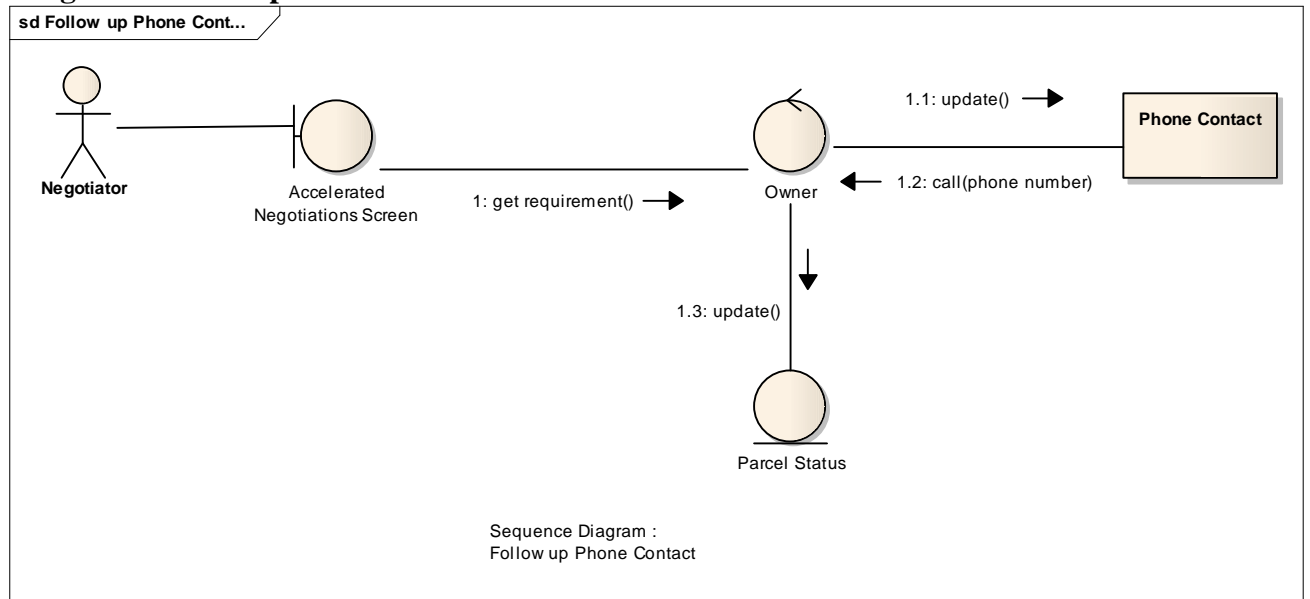 sd Follow up Phone Cont...
1.1: update()
Phone Contact
Negotiator
Accelerated
Negotiations Screen
1: get requirement()
Owner
1.2: call(phone number)
1.3: update()
Parcel Status
Sequence Diagram :
Follow up Phone Contact